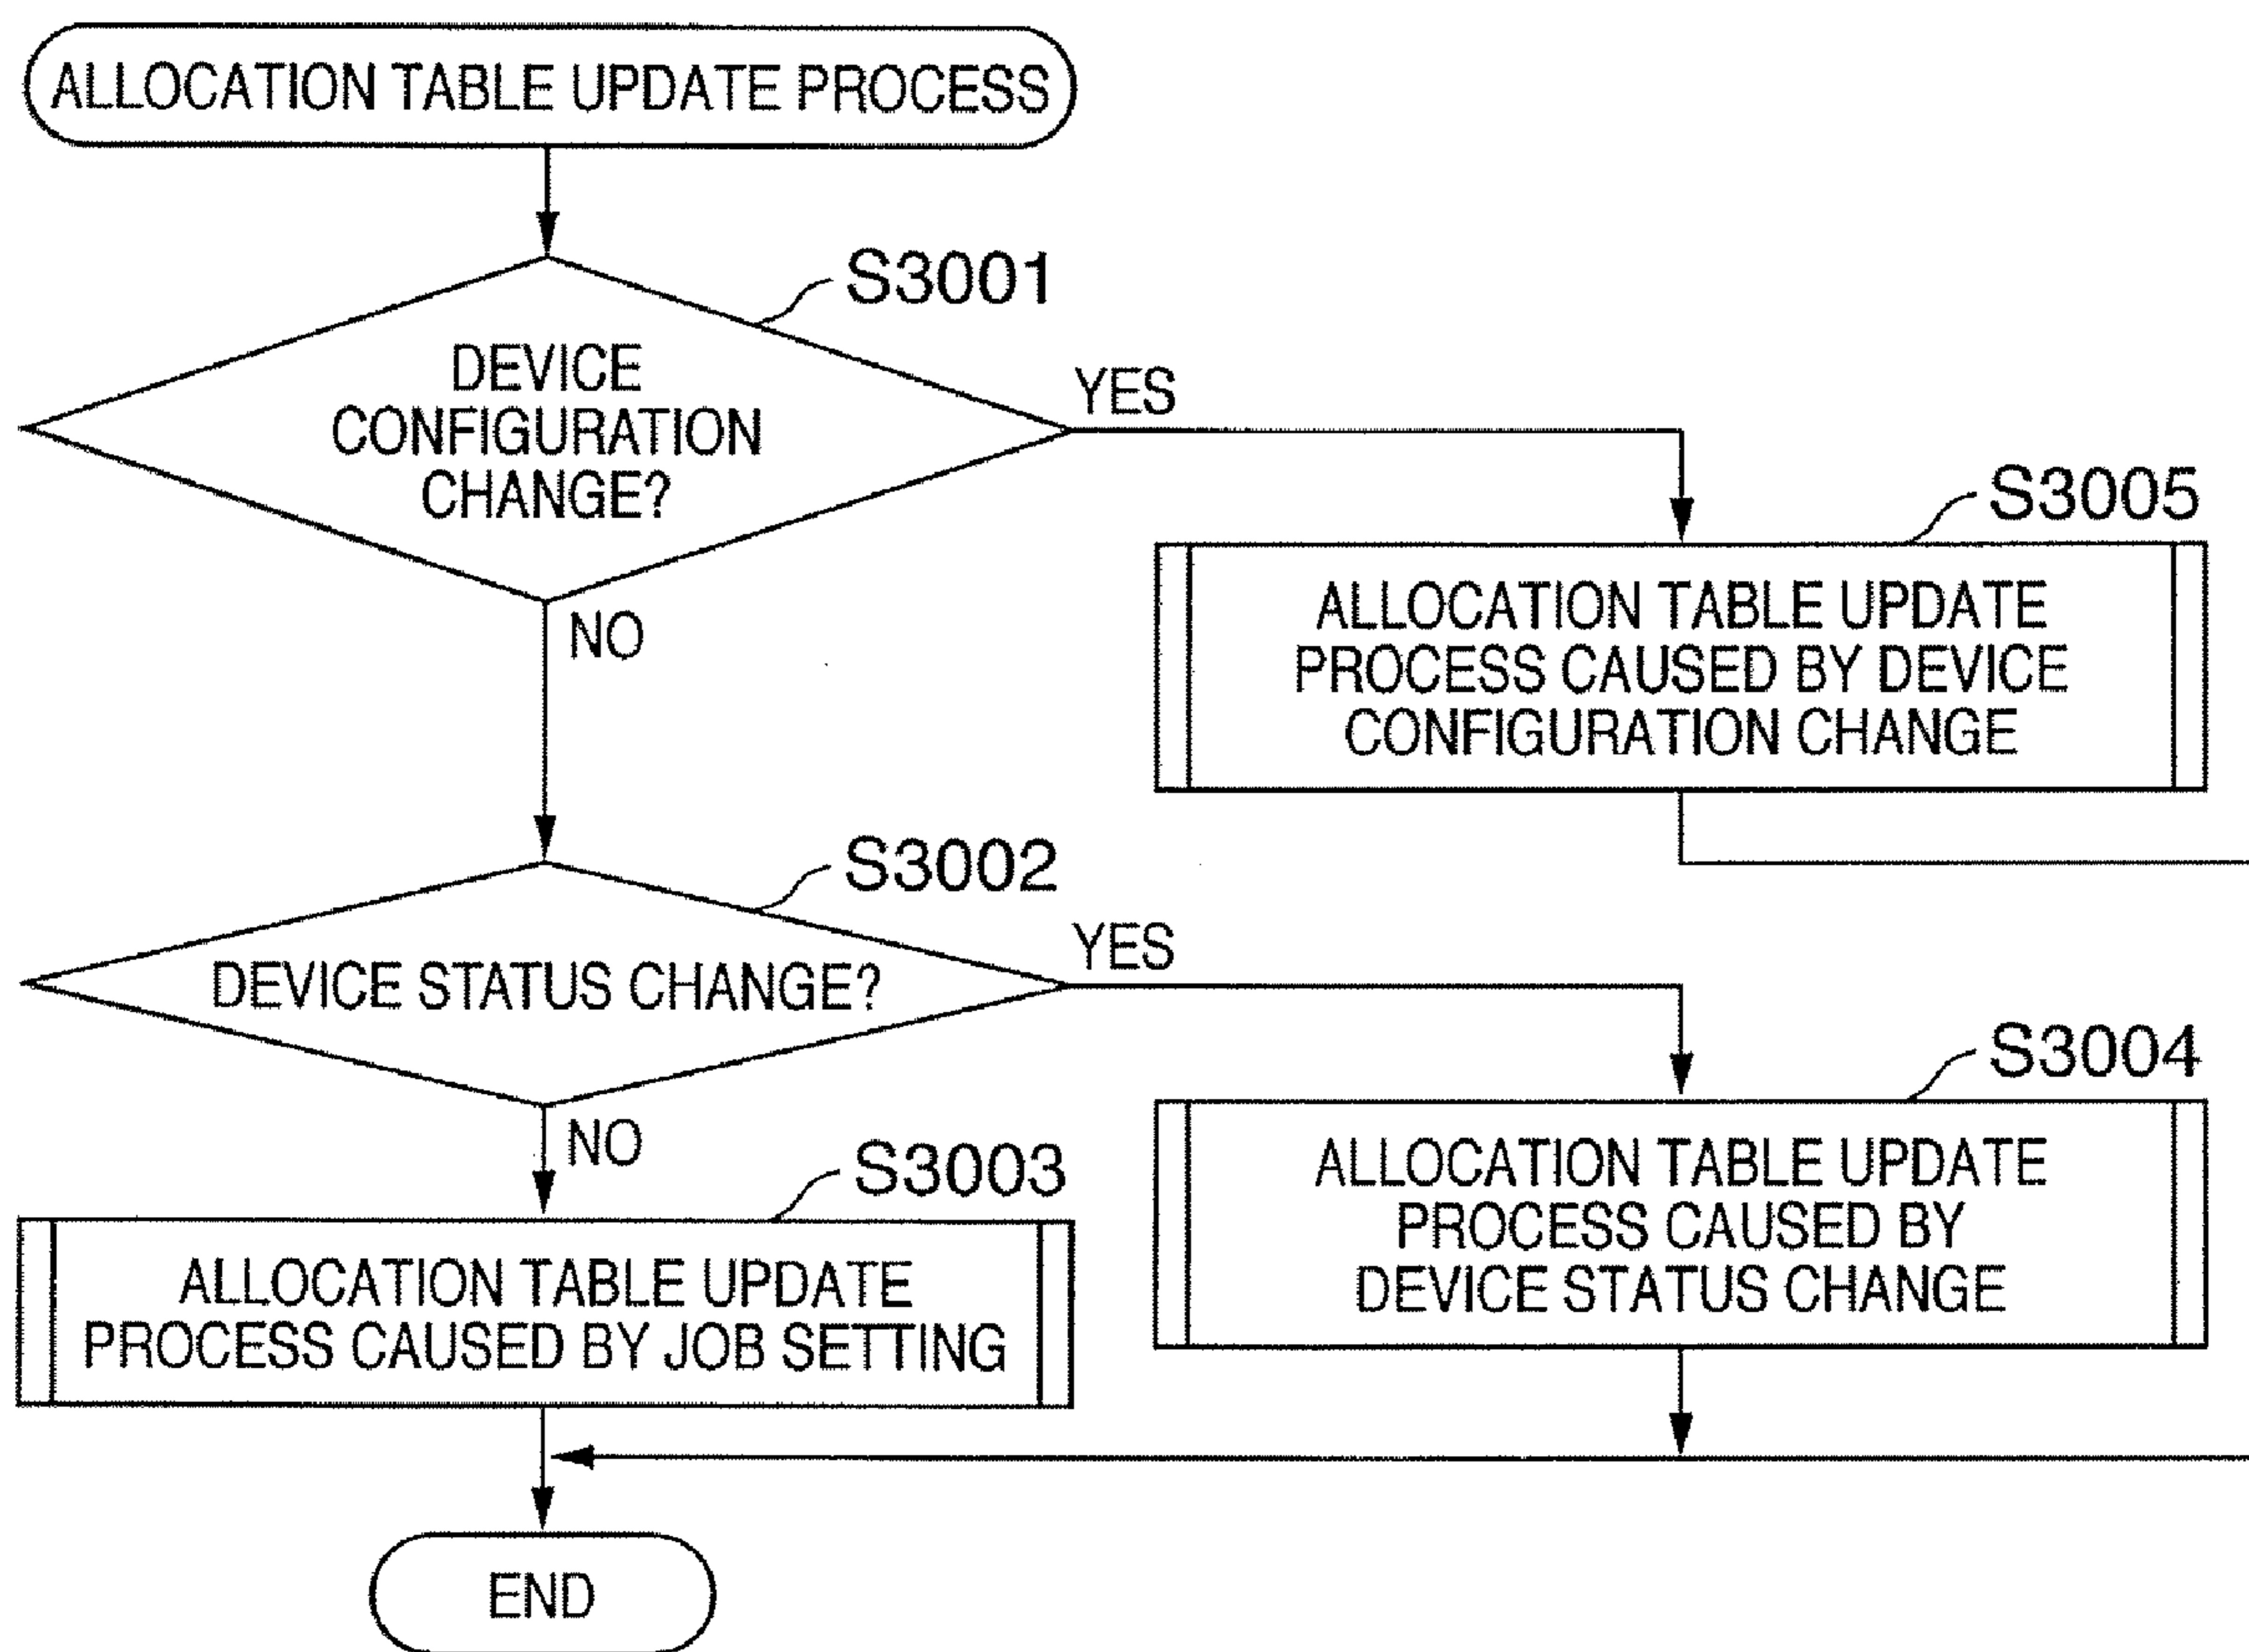 ALLOCATION TABLE UPDATE PROCESS
S3001
DEVICE
CONFIGURATION
CHANGE?
YES
NO
S3005
ALLOCATION TABLE UPDATE
PROCESS CAUSED BY DEVICE
CONFIGURATION CHANGE
S3002
DEVICE STATUS CHANGE?
YES
NO
S3004
ALLOCATION TABLE UPDATE
PROCESS CAUSED BY
DEVICE STATUS CHANGE
S3003
ALLOCATION TABLE UPDATE
PROCESS CAUSED BY JOB SETTING
END